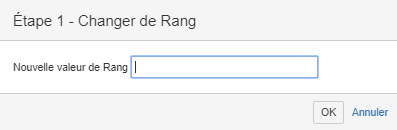 Étape 1 - Changer de Rang
Nouvelle valeur de Rang
OK Annuler